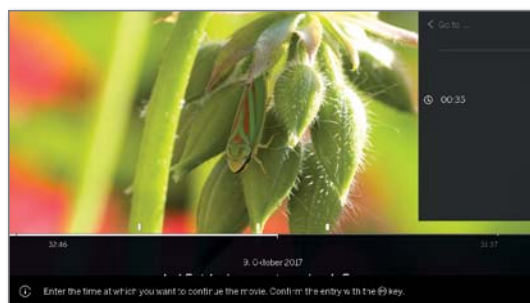 Go to ...
00:35
32:46
31:37
9. Oktober 2017
Enter the time at which you want to continue the movie. Confirm the entry with the key.